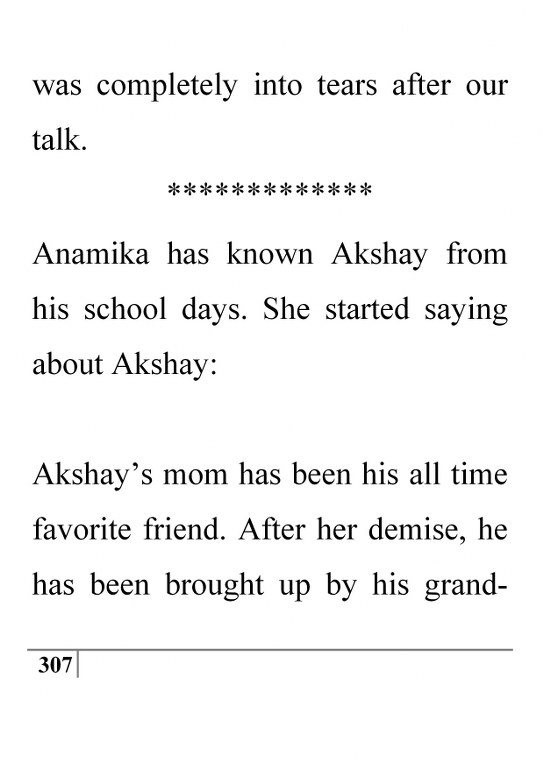 was completely into tears after our
talk.
*************
Anamika has known Akshay from
his school days. She started saying
about Akshay:
Akshay’s mom has been his all time
favorite friend. After her demise, he
has been brought up by his grand-
307